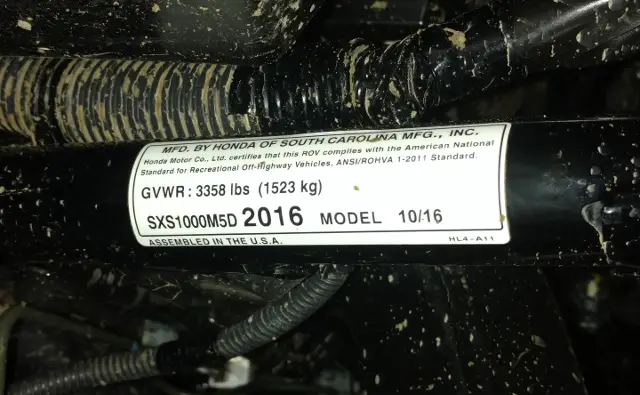 MFD. BY HONDA OF SOUTH CAROLINA MFG., INC.
Honda Motor Co., Ltd. certifies that this ROV complies with the American National
Standard for Recreational Off-Highway Vehicles, ANSI/ROHVA 1-2011 Standard.
GVWR : 3358 lbs (1523 kg)
SXS1000M5D 2016 MODEL 10/16
ASSEMBLED IN THE U.S.A. HL4-A11